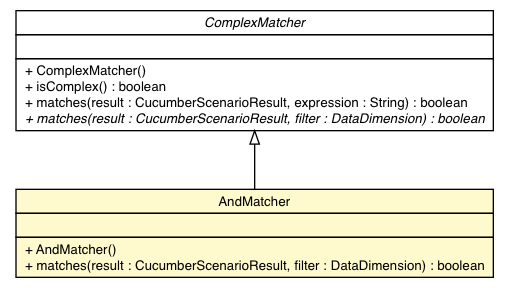 ComplexMatcher
+ ComplexMatcher()
+ isComplex() : boolean
+ matches(result : CucumberScenarioResult, expression : String) : boolean
+ matches(result : CucumberScenarioResult, filter : DataDimension) : boolean
AndMatcher
+ AndMatcher()
+ matches(result : CucumberScenarioResult, filter : DataDimension) : boolean